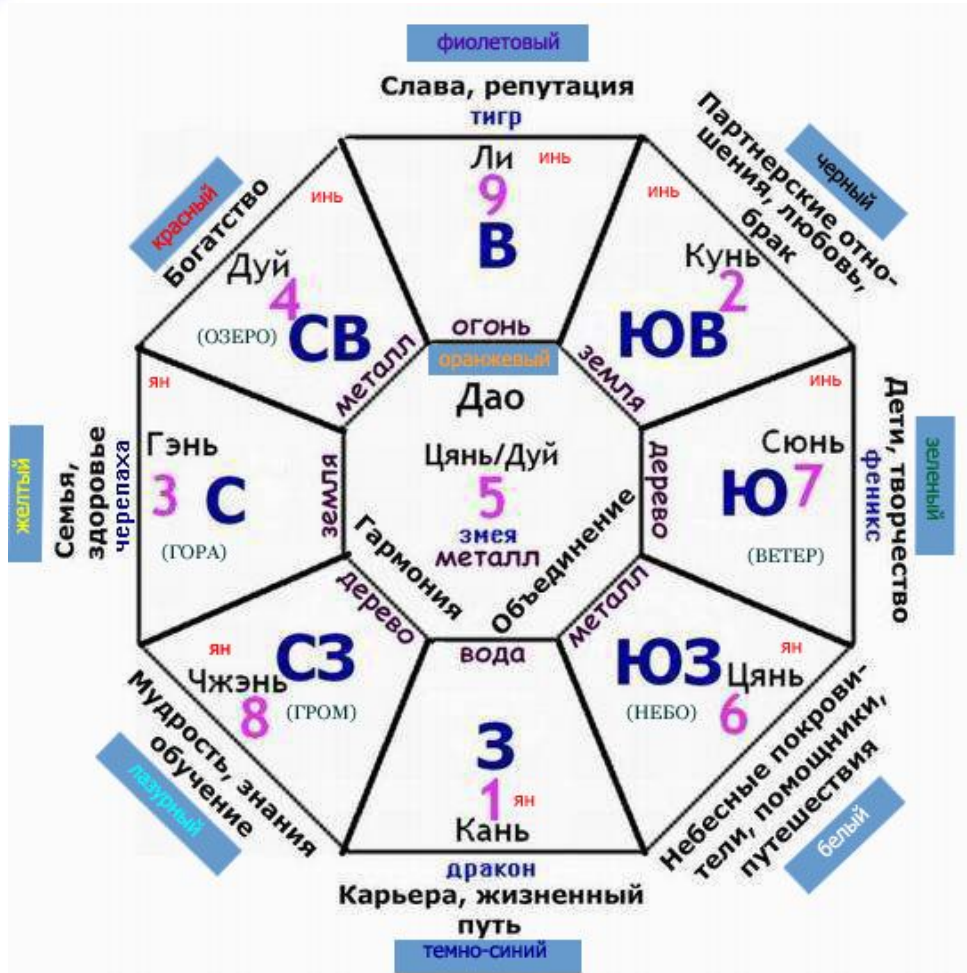 фиолетовый
Слава, репутация
тигр
Ли
инь
9
В
огонь
Партнерские отно-
шения, любовь,
брак
черный
инь
Кунь
2
ЮВ
земля
красный
Богатство
инь
Дуй
4
(ОЗЕРО)
СВ
металл
оранжевый
Дао
Цянь/Дуй
5
змея
металл
Гармония
Объединение
желтый
Семья,
здоровье
черепаха
ян
Гэнь
3
С
(ГОРА)
земля
инь
Сюнь
Ю
7
(ВЕТЕР)
дерево
феникс
Дети, творчество
зеленый
дерево
СЗ
ян
Чжэнь
8
(ГРОМ)
Мудрость, знания
обучение
лазурный
вода
З
1
ян
Кань
дракон
Карьера, жизненный
путь
темно-синий
металл
ЮЗ
ян
Цянь
(НЕБО)
6
Небесные покрови-
тели, помощники,
путешествия
белый